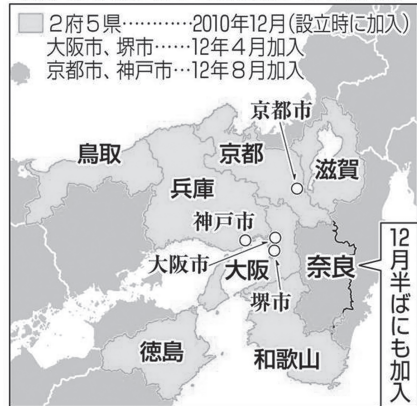 2府5県…………2010年12月(設立時に加入)
大阪市、堺市……12年4月加入
京都市、神戸市…12年8月加入
京都市
鳥取
京都
滋賀
兵庫
神戸市
大阪市
大阪
奈良
堺市
徳島
和歌山
12月半ばにも加入